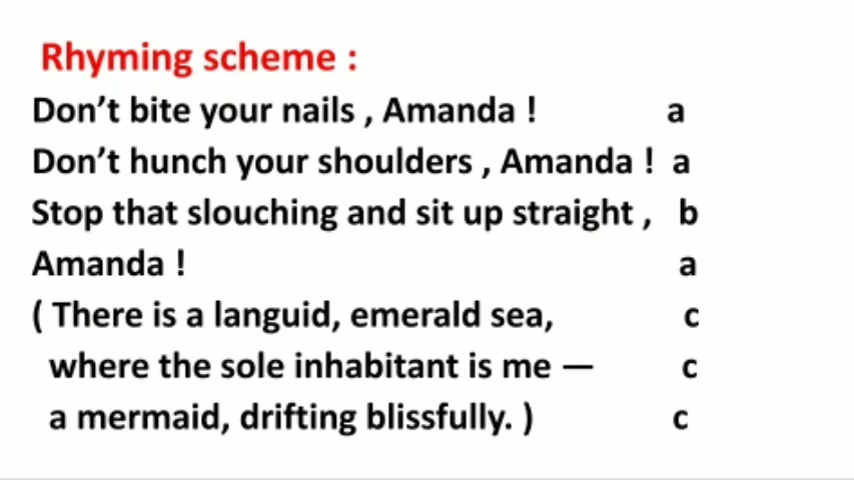 Rhyming scheme :
Don't bite your nails , Amanda ! a
Don't hunch your shoulders , Amanda ! a
Stop that slouching and sit up straight , b
Amanda ! a
( There is a languid, emerald sea, c
where the sole inhabitant is me — c
a mermaid, drifting blissfully. ) c